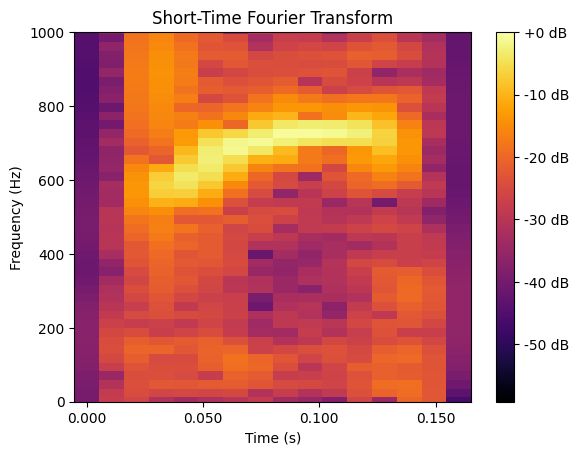 Short-Time Fourier Transform
1000
800
600
400
200
0
Frequency (Hz)
0.000
0.050
0.100
0.150
Time (s)
+0 dB
-10 dB
-20 dB
-30 dB
-40 dB
-50 dB